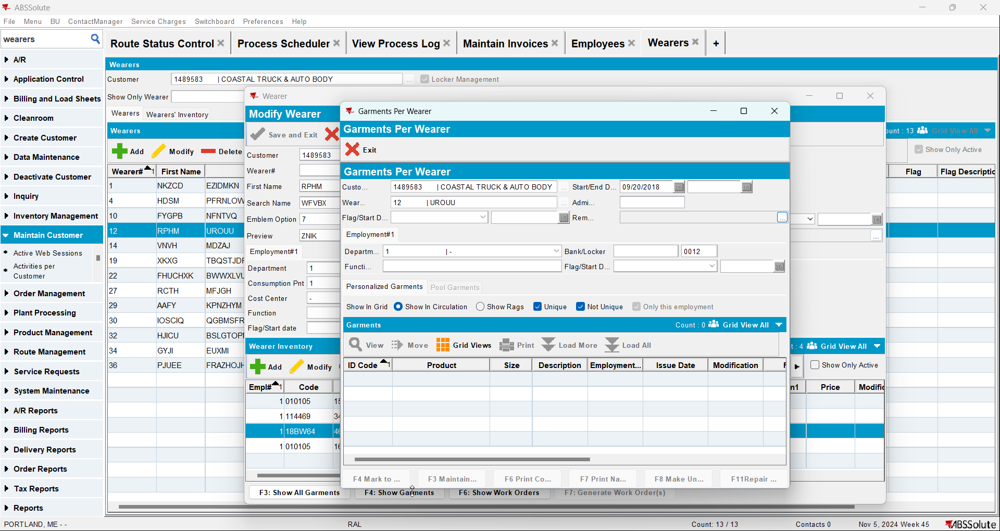 ABSSolute
File Menu BU ContactManager Service Charges Switchboard Preferences Help
wearers
Route Status Control Process Scheduler View Process Log Maintain Invoices Employees Wearers +
A/R
Application Control
Billing and Load Sheets
Cleanroom
Create Customer
Data Maintenance
Deactivate Customer
Inquiry
Inventory Management
Maintain Customer
Active Web Sessions
Activities per
Customer
Order Management
Plant Processing
Product Management
Route Management
Service Requests
System Maintenance
A/R Reports
Billing Reports
Delivery Reports
Order Reports
Tax Reports
Reports
Wearers
Customer 1489583 | COASTAL TRUCK & AUTO BODY ... Locker Management
Show Only Wearer
Wearers Wearers' Inventory
Wearers
Add Modify Delete
Wearer# 1 First Name
1 NKZCD EZIDMKN
4 HDSM PFRNLOW
10 FYGPB NFNTVQ
12 RPHM UROUU
14 VNVH MDZAJ
19 XKXG TBQSTJDF
22 FHUCHXK BWWXLVU
27 RCTH MFJGH
29 AAFY KPNZHYM
30 IOSCIQ QGBMSFR
32 HJICU BSLGTOPI
34 GYJI EUXMI
36 PJUEE FRAZHOJH
ount : 13 Grid View All
Show Only Active
Flag Flag Descriptic
Wearer
Modify Wearer
Save and Exit
Customer 1489583
Wearer#
First Name RPHM
Search Name WFVBX
Emblem Option 7
Preview ZNIK
Employment#1
Department 1
Consumption Pnt 1
Cost Center -
Function
Flag/Start date
16
...
Wearer Inventory
t : 4 Grid View All
Add Modify
Show Only Active
Empl# 1 Code
n1 Price Modific
1 010105 15
1 114469 34
1 18BW64 46
1 010105 16
F3: Show All Garments F4: Show Garments F6: Show Work Orders F7: Generate Work Order(s)
Garments Per Wearer
Garments Per Wearer
Exit
Garments Per Wearer
Custo... 1489583 | COASTAL TRUCK & AUTO BODY ... Start/End D... 09/20/2018 16 16
Wear... 12 | UROUU ... Admi...
Flag/Start D... 16 Rem... ...
Employment#1
Departm... 1 | - Bank/Locker 0012
Functi... Flag/Start D... 16
Personalized Garments Pool Garments
Show In Grid Show In Circulation Show Rags Unique Not Unique Only this employment
Garments Count : 0 Grid View All
View Move Grid Views Print Load More Load All
ID Code 1 Product Size Description Employment... Issue Date Modification F
F4 Mark to ... F3 Maintain... F6 Print Co... F7 Print Na... F8 Make Un... F11Repair ...
PORTLAND, ME - - RAL Count: 13 / 13 Contacts 0 Nov 5, 2024 Week 45 ABSSolute